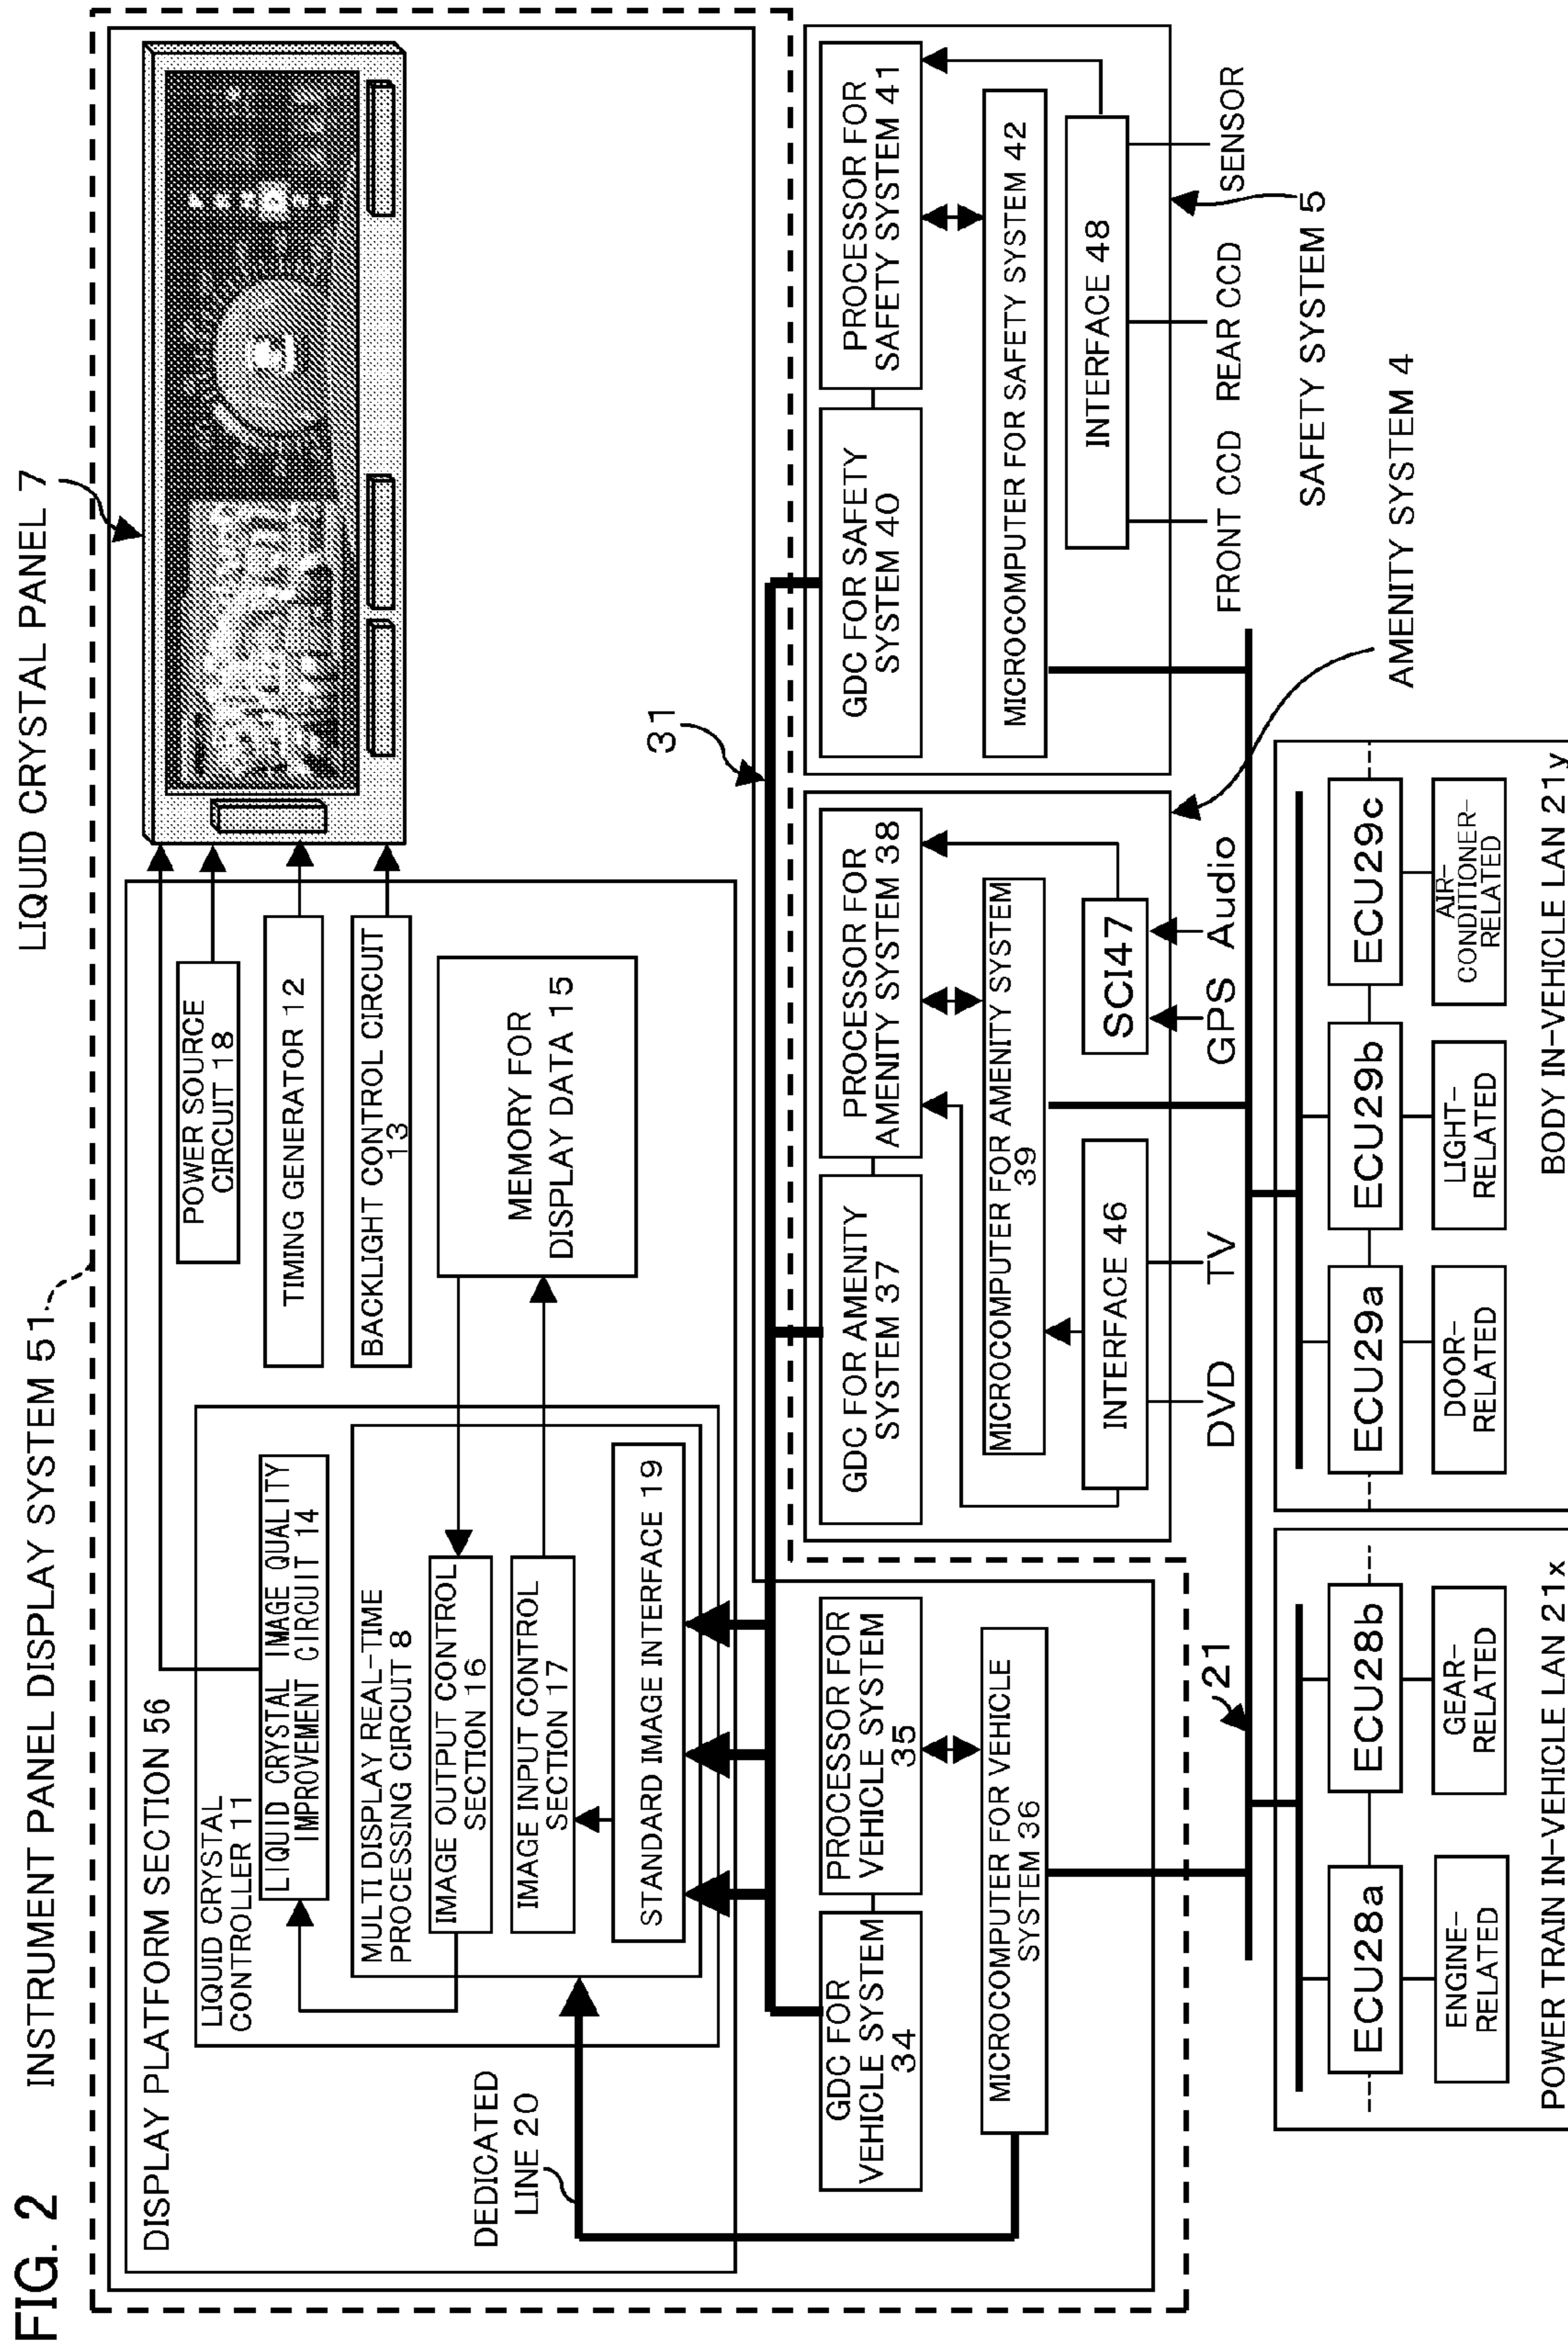 FIG. 2
INSTRUMENT PANEL DISPLAY SYSTEM 51
LIQUID CRYSTAL PANEL 7
DISPLAY PLATFORM SECTION 56
LIQUID CRYSTAL
CONTROLLER 11
LIQUID CRYSTAL IMAGE QUALITY
IMPROVEMENT CIRCUIT 14
MULTI DISPLAY REAL-TIME
PROCESSING CIRCUIT 8
IMAGE OUTPUT CONTROL
SECTION 16
IMAGE INPUT CONTROL
SECTION 17
STANDARD IMAGE INTERFACE 19
POWER SOURCE
CIRCUIT 18
TIMING GENERATOR 12
BACKLIGHT CONTROL CIRCUIT
13
MEMORY FOR
DISPLAY DATA 15
DEDICATED
LINE 20
31
GDC FOR
VEHICLE SYSTEM
34
PROCESSOR FOR
VEHICLE SYSTEM
35
MICROCOMPUTER FOR VEHICLE
SYSTEM 36
GDC FOR AMENITY
SYSTEM 37
PROCESSOR FOR
AMENITY SYSTEM 38
MICROCOMPUTER FOR AMENITY SYSTEM
39
INTERFACE 46
SCI47
DVD
TV
GPS
Audio
GDC FOR SAFETY
SYSTEM 40
PROCESSOR FOR
SAFETY SYSTEM 41
MICROCOMPUTER FOR SAFETY SYSTEM 42
INTERFACE 48
FRONT CCD
REAR CCD
SENSOR
SAFETY SYSTEM 5
AMENITY SYSTEM 4
21
ECU28a
ECU28b
ENGINE-
RELATED
GEAR-
RELATED
POWER TRAIN IN-VEHICLE LAN 21x
ECU29a
ECU29b
ECU29c
DOOR-
RELATED
LIGHT-
RELATED
AIR-
CONDITIONER-
RELATED
BODY IN-VEHICLE LAN 21y